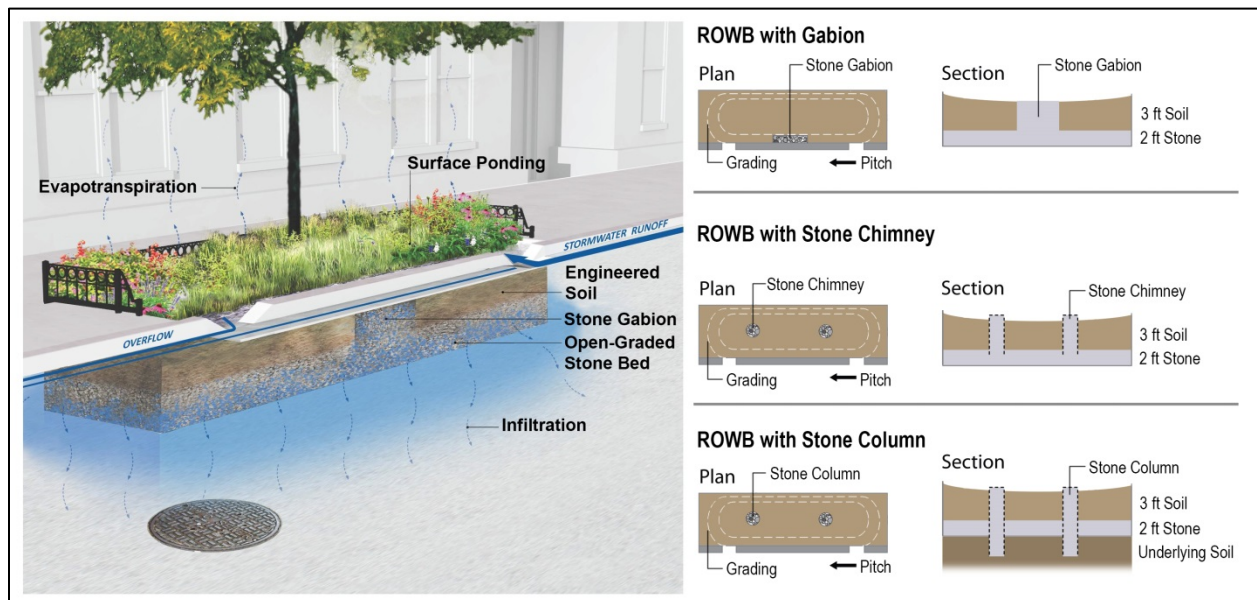 Evapotranspiration
Surface Ponding
STORMWATER RUNOFF
Engineered
Soil
Stone Gabion
OVERFLOW
Open-Graded
Stone Bed
Infiltration
ROWB with Gabion
Plan
Stone Gabion
Grading
Pitch
Section
Stone Gabion
3 ft Soil
2 ft Stone
ROWB with Stone Chimney
Plan
Stone Chimney
Grading
Pitch
Section
Stone Chimney
3 ft Soil
2 ft Stone
ROWB with Stone Column
Plan
Stone Column
Grading
Pitch
Section
Stone Column
3 ft Soil
2 ft Stone
Underlying Soil